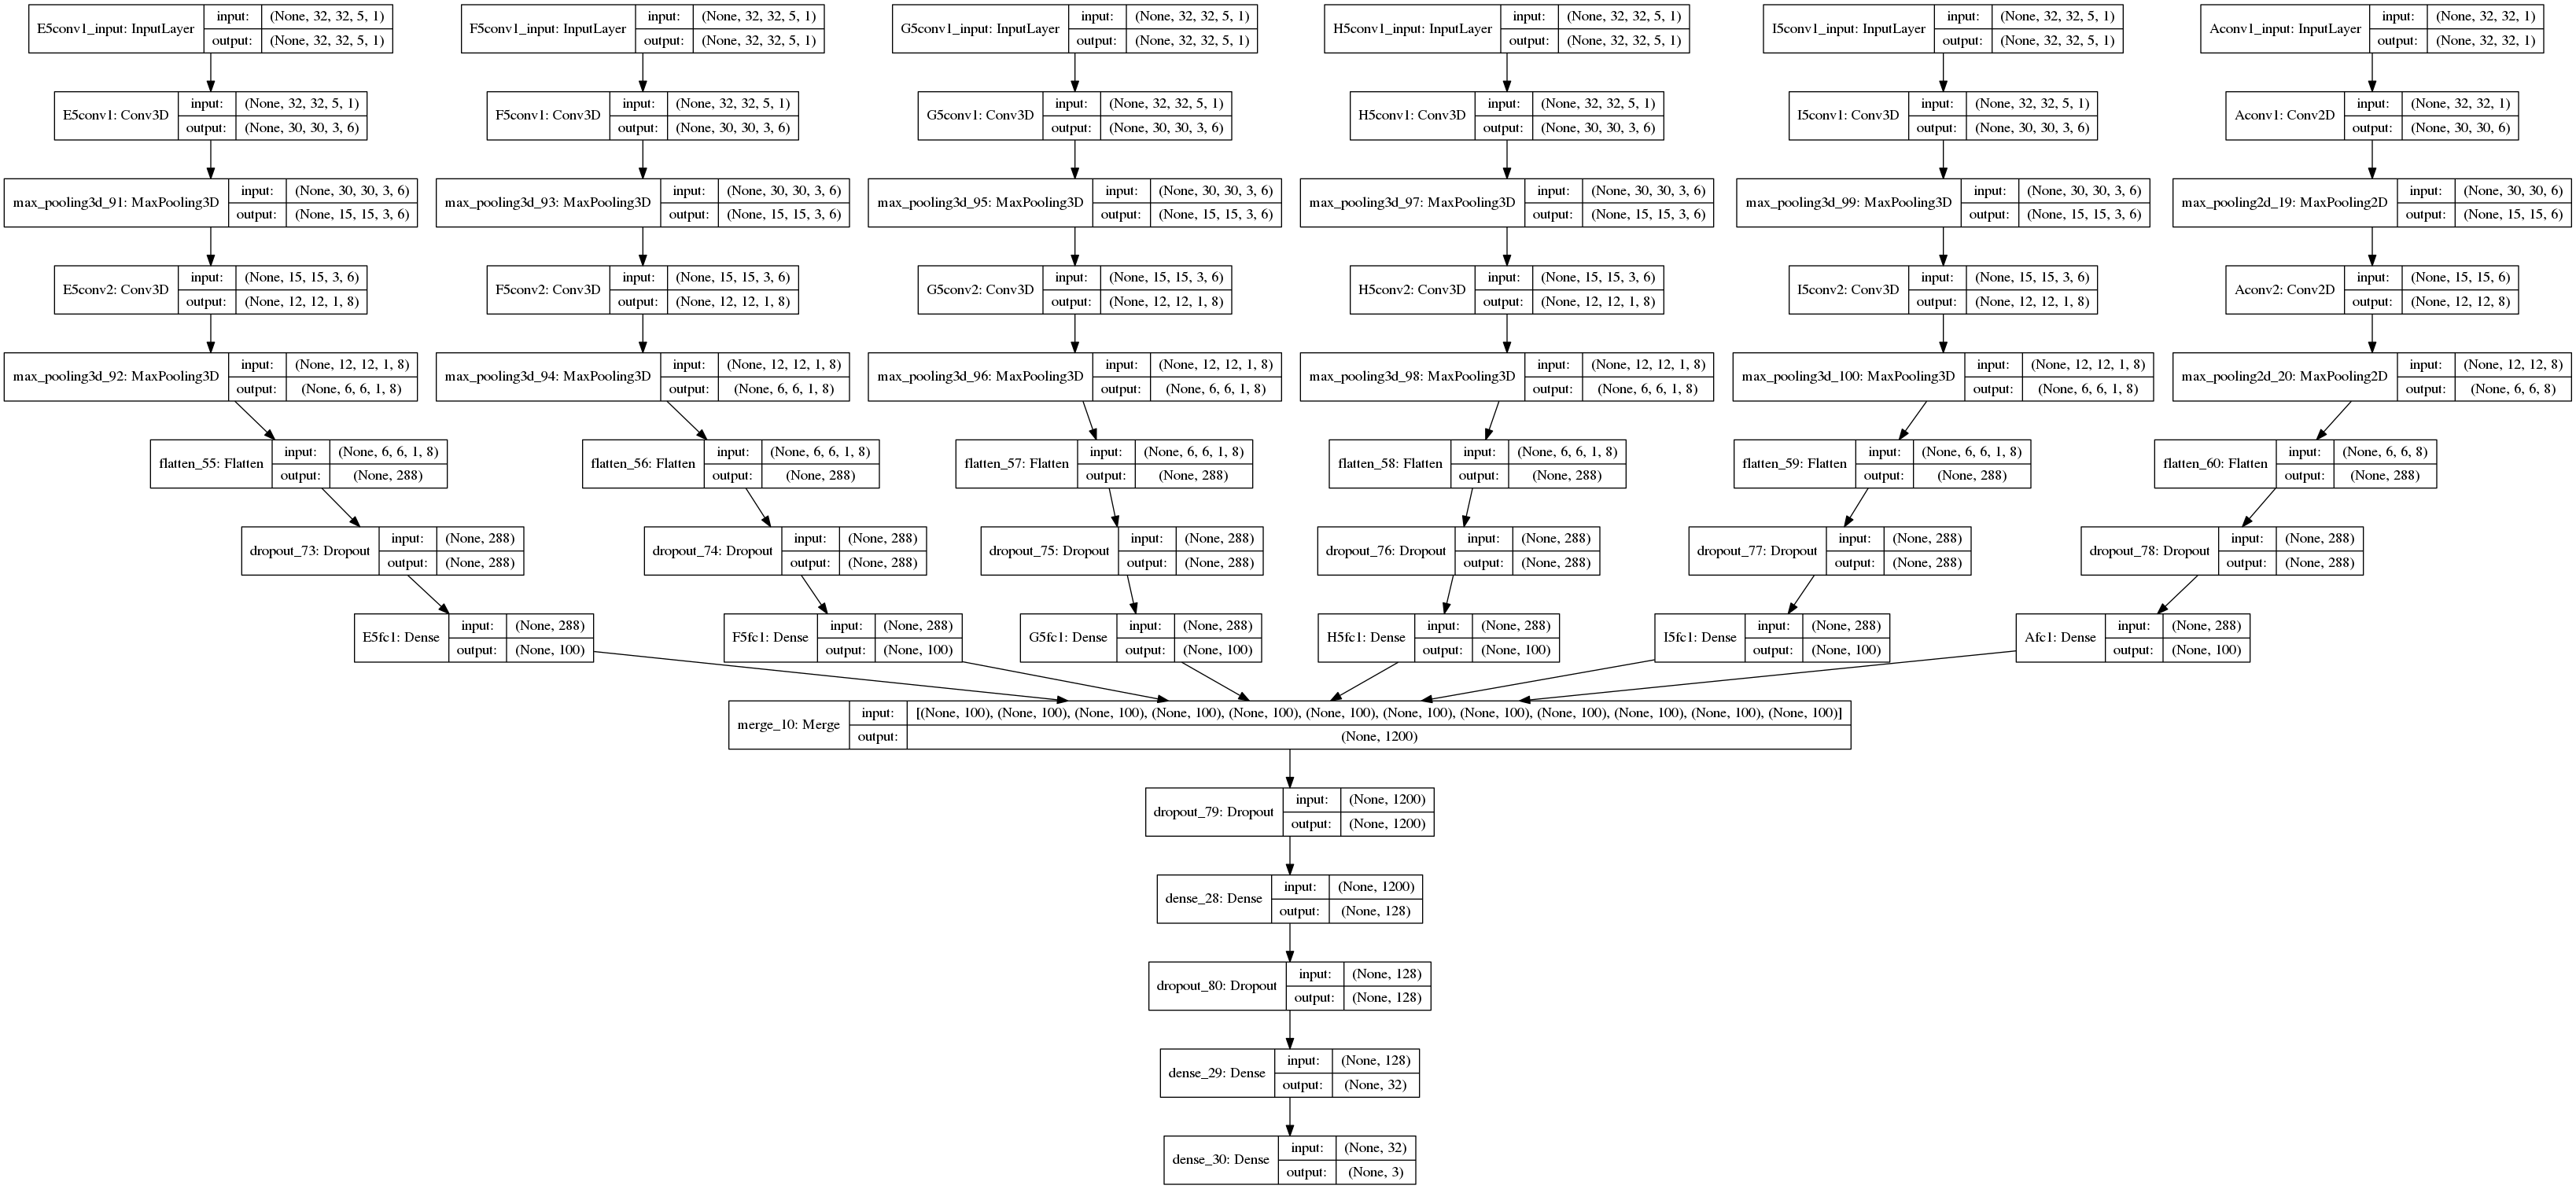 E5conv1_input: InputLayer input: (None, 32, 32, 5, 1) output: (None, 32, 32, 5, 1)
F5conv1_input: InputLayer input: (None, 32, 32, 5, 1) output: (None, 32, 32, 5, 1)
G5conv1_input: InputLayer input: (None, 32, 32, 5, 1) output: (None, 32, 32, 5, 1)
H5conv1_input: InputLayer input: (None, 32, 32, 5, 1) output: (None, 32, 32, 5, 1)
I5conv1_input: InputLayer input: (None, 32, 32, 5, 1) output: (None, 32, 32, 5, 1)
Aconv1_input: InputLayer input: (None, 32, 32, 1) output: (None, 32, 32, 1)
E5conv1: Conv3D input: (None, 32, 32, 5, 1) output: (None, 30, 30, 3, 6)
F5conv1: Conv3D input: (None, 32, 32, 5, 1) output: (None, 30, 30, 3, 6)
G5conv1: Conv3D input: (None, 32, 32, 5, 1) output: (None, 30, 30, 3, 6)
H5conv1: Conv3D input: (None, 32, 32, 5, 1) output: (None, 30, 30, 3, 6)
I5conv1: Conv3D input: (None, 32, 32, 5, 1) output: (None, 30, 30, 3, 6)
Aconv1: Conv2D input: (None, 32, 32, 1) output: (None, 30, 30, 6)
max_pooling3d_91: MaxPooling3D input: (None, 30, 30, 3, 6) output: (None, 15, 15, 3, 6)
max_pooling3d_93: MaxPooling3D input: (None, 30, 30, 3, 6) output: (None, 15, 15, 3, 6)
max_pooling3d_95: MaxPooling3D input: (None, 30, 30, 3, 6) output: (None, 15, 15, 3, 6)
max_pooling3d_97: MaxPooling3D input: (None, 30, 30, 3, 6) output: (None, 15, 15, 3, 6)
max_pooling3d_99: MaxPooling3D input: (None, 30, 30, 3, 6) output: (None, 15, 15, 3, 6)
max_pooling2d_19: MaxPooling2D input: (None, 30, 30, 6) output: (None, 15, 15, 6)
E5conv2: Conv3D input: (None, 15, 15, 3, 6) output: (None, 12, 12, 1, 8)
F5conv2: Conv3D input: (None, 15, 15, 3, 6) output: (None, 12, 12, 1, 8)
G5conv2: Conv3D input: (None, 15, 15, 3, 6) output: (None, 12, 12, 1, 8)
H5conv2: Conv3D input: (None, 15, 15, 3, 6) output: (None, 12, 12, 1, 8)
I5conv2: Conv3D input: (None, 15, 15, 3, 6) output: (None, 12, 12, 1, 8)
Aconv2: Conv2D input: (None, 15, 15, 6) output: (None, 12, 12, 8)
max_pooling3d_92: MaxPooling3D input: (None, 12, 12, 1, 8) output: (None, 6, 6, 1, 8)
max_pooling3d_94: MaxPooling3D input: (None, 12, 12, 1, 8) output: (None, 6, 6, 1, 8)
max_pooling3d_96: MaxPooling3D input: (None, 12, 12, 1, 8) output: (None, 6, 6, 1, 8)
max_pooling3d_98: MaxPooling3D input: (None, 12, 12, 1, 8) output: (None, 6, 6, 1, 8)
max_pooling3d_100: MaxPooling3D input: (None, 12, 12, 1, 8) output: (None, 6, 6, 1, 8)
max_pooling2d_20: MaxPooling2D input: (None, 12, 12, 8) output: (None, 6, 6, 8)
flatten_55: Flatten input: (None, 6, 6, 1, 8) output: (None, 288)
flatten_56: Flatten input: (None, 6, 6, 1, 8) output: (None, 288)
flatten_57: Flatten input: (None, 6, 6, 1, 8) output: (None, 288)
flatten_58: Flatten input: (None, 6, 6, 1, 8) output: (None, 288)
flatten_59: Flatten input: (None, 6, 6, 1, 8) output: (None, 288)
flatten_60: Flatten input: (None, 6, 6, 8) output: (None, 288)
dropout_73: Dropout input: (None, 288) output: (None, 288)
dropout_74: Dropout input: (None, 288) output: (None, 288)
dropout_75: Dropout input: (None, 288) output: (None, 288)
dropout_76: Dropout input: (None, 288) output: (None, 288)
dropout_77: Dropout input: (None, 288) output: (None, 288)
dropout_78: Dropout input: (None, 288) output: (None, 288)
E5fc1: Dense input: (None, 288) output: (None, 100)
F5fc1: Dense input: (None, 288) output: (None, 100)
G5fc1: Dense input: (None, 288) output: (None, 100)
H5fc1: Dense input: (None, 288) output: (None, 100)
I5fc1: Dense input: (None, 288) output: (None, 100)
Afc1: Dense input: (None, 288) output: (None, 100)
merge_10: Merge input: [(None, 100), (None, 100), (None, 100), (None, 100), (None, 100), (None, 100), (None, 100), (None, 100), (None, 100), (None, 100), (None, 100), (None, 100)] output: (None, 1200)
dropout_79: Dropout input: (None, 1200) output: (None, 1200)
dense_28: Dense input: (None, 1200) output: (None, 128)
dropout_80: Dropout input: (None, 128) output: (None, 128)
dense_29: Dense input: (None, 128) output: (None, 32)
dense_30: Dense input: (None, 32) output: (None, 3)